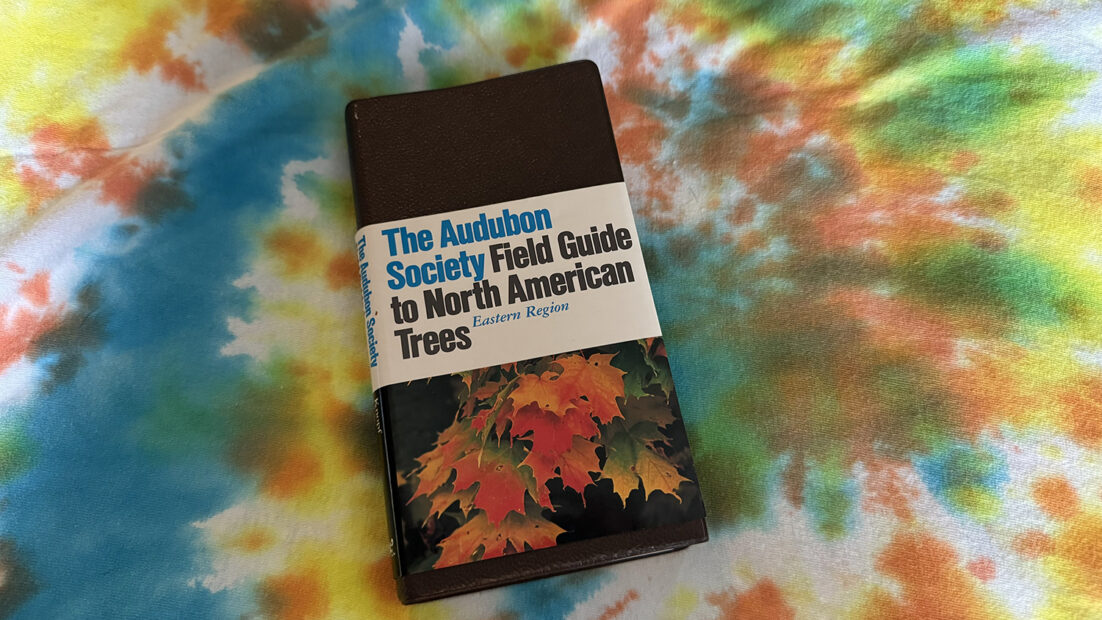 The Audubon
Society Field Guide
to North American
Trees
Eastern Region
The Audubon Society